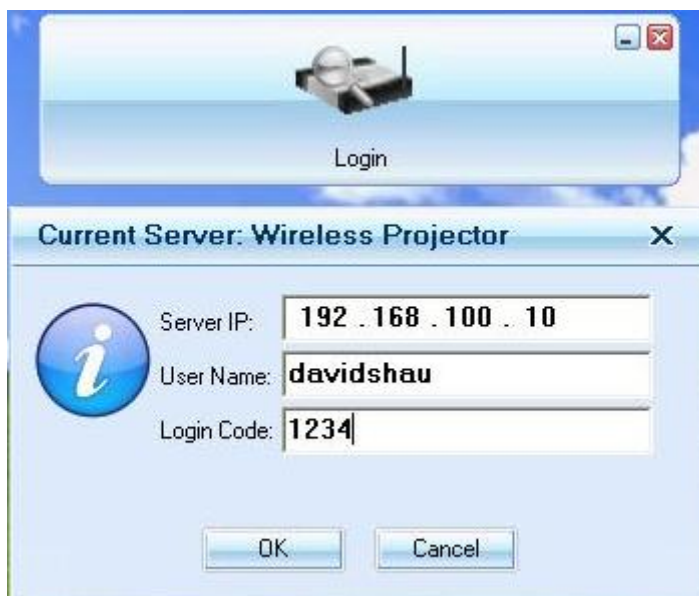 Login
Current Server: Wireless Projector
Server IP: 192 . 168 . 100 . 10
User Name: davidshau
Login Code: 1234
OK Cancel